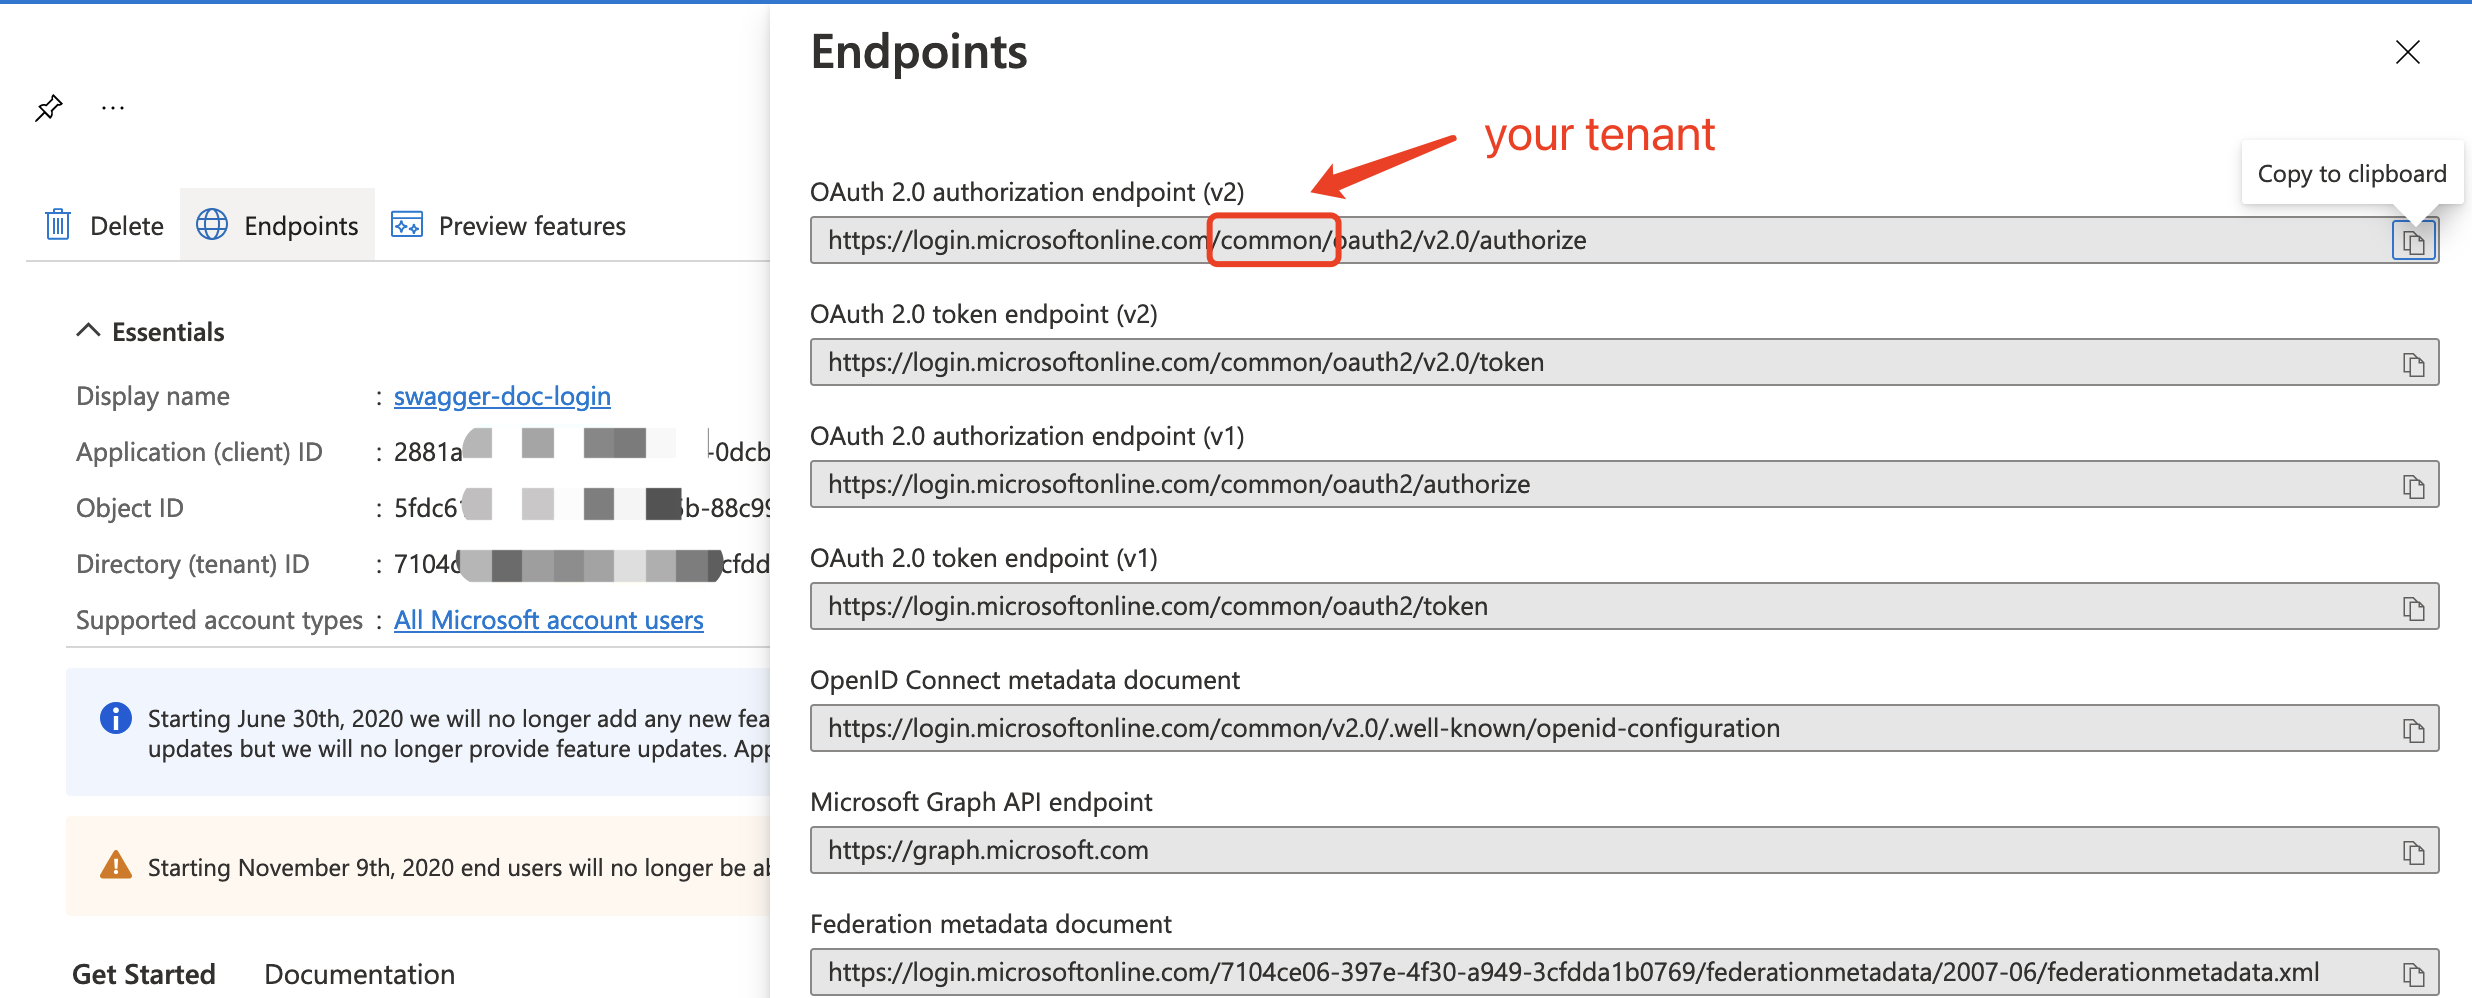 Delete
Endpoints
Preview features
Essentials
Display name : swagger-doc-login
Application (client) ID : 2881a -0dcb
Object ID : 5fdc6 b-88c99
Directory (tenant) ID : 7104c cfdd
Supported account types : All Microsoft account users
Starting June 30th, 2020 we will no longer add any new fea
updates but we will no longer provide feature updates. App
Starting November 9th, 2020 end users will no longer be ab
Get Started
Documentation
Endpoints
your tenant
Copy to clipboard
OAuth 2.0 authorization endpoint (v2)
https://login.microsoftonline.com/common/oauth2/v2.0/authorize
OAuth 2.0 token endpoint (v2)
https://login.microsoftonline.com/common/oauth2/v2.0/token
OAuth 2.0 authorization endpoint (v1)
https://login.microsoftonline.com/common/oauth2/authorize
OAuth 2.0 token endpoint (v1)
https://login.microsoftonline.com/common/oauth2/token
OpenID Connect metadata document
https://login.microsoftonline.com/common/v2.0/.well-known/openid-configuration
Microsoft Graph API endpoint
https://graph.microsoft.com
Federation metadata document
https://login.microsoftonline.com/7104ce06-397e-4f30-a949-3cfdda1b0769/federationmetadata/2007-06/federationmetadata.xml